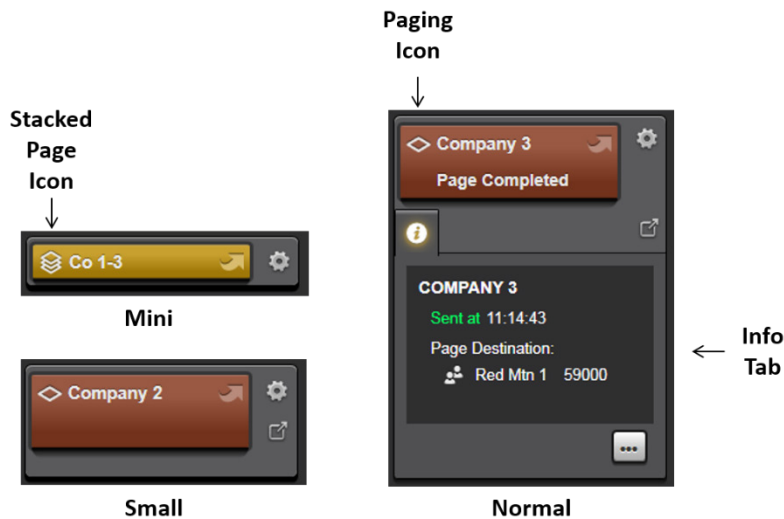 Stacked
Page
Icon
Co 1-3
Mini
Company 2
Small
Paging
Icon
Company 3
Page Completed
i
COMPANY 3
Sent at 11:14:43
Page Destination:
Red Mtn 1 59000
...
Normal
Info
Tab